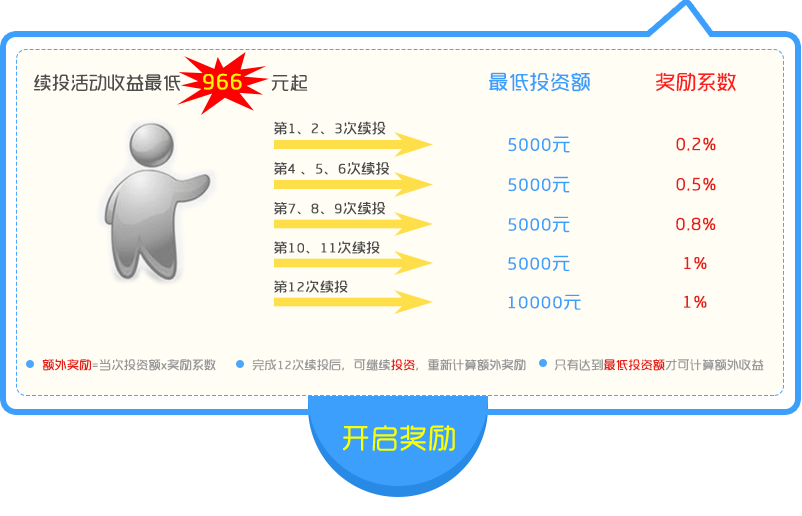 续投活动收益最低 966 元起
最低投资额 奖励系数
第1、2、3次续投 5000元 0.2%
第4 、5、6次续投 5000元 0.5%
第7、8、9次续投 5000元 0.8%
第10、11次续投 5000元 1%
第12次续投 10000元 1%
额外奖励=当次投资额x奖励系数 完成12次续投后，可继续投资，重新计算额外奖励 只有达到最低投资额才可计算额外收益
开启奖励